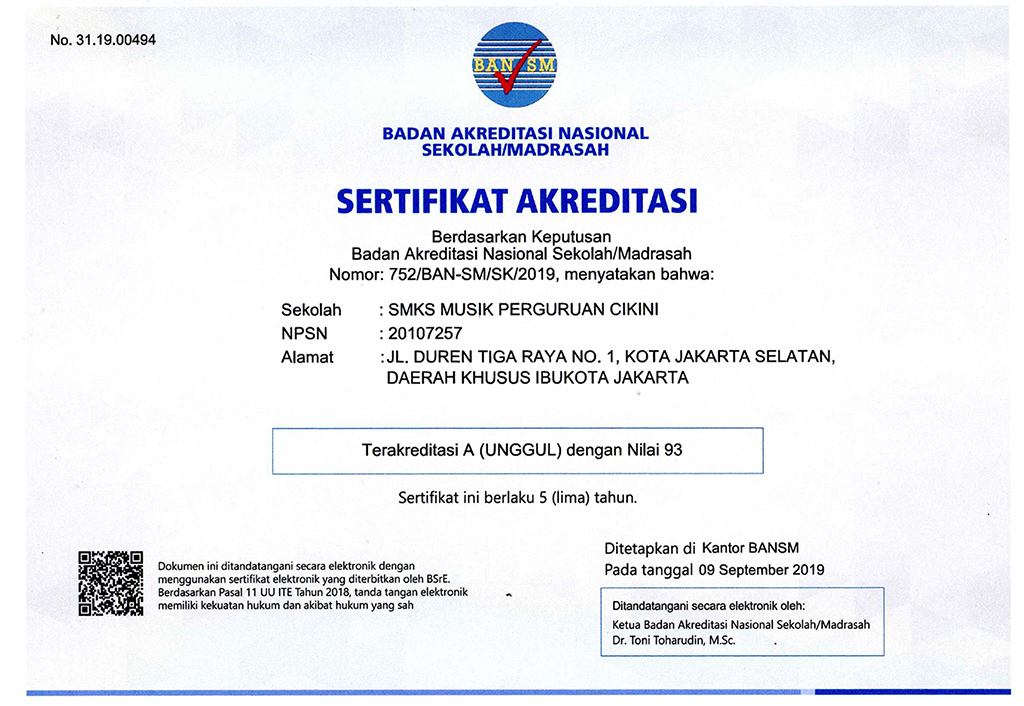 No. 31.19.00494
BAN SM
BADAN AKREDITASI NASIONAL
SEKOLAH/MADRASAH
SERTIFIKAT AKREDITASI
Berdasarkan Keputusan
Badan Akreditasi Nasional Sekolah/Madrasah
Nomor: 752/BAN-SM/SK/2019, menyatakan bahwa:
Sekolah : SMKS MUSIK PERGURUAN CIKINI
NPSN : 20107257
Alamat : JL. DUREN TIGA RAYA NO. 1, KOTA JAKARTA SELATAN,
DAERAH KHUSUS IBUKOTA JAKARTA
Terakreditasi A (UNGGUL) dengan Nilai 93
Sertifikat ini berlaku 5 (lima) tahun.
Dokumen ini ditandatangani secara elektronik dengan
menggunakan sertifikat elektronik yang diterbitkan oleh BSrE.
Berdasarkan Pasal 11 UU ITE Tahun 2018, tanda tangan elektronik
memiliki kekuatan hukum dan akibat hukum yang sah
Ditetapkan di Kantor BANSM
Pada tanggal 09 September 2019
Ditandatangani secara elektronik oleh:
Ketua Badan Akreditasi Nasional Sekolah/Madrasah
Dr. Toni Toharudin, M.Sc.